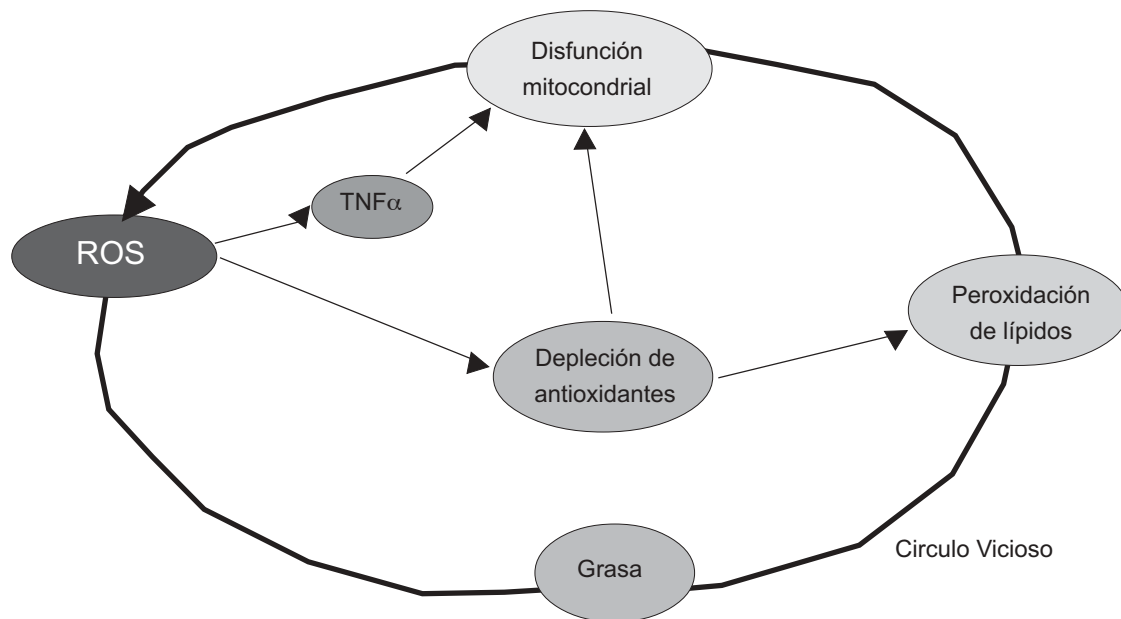 Disfunción
mitocondrial
TNFα
ROS
Peroxidación
de lípidos
Depleción de
antioxidantes
Circulo Vicioso
Grasa